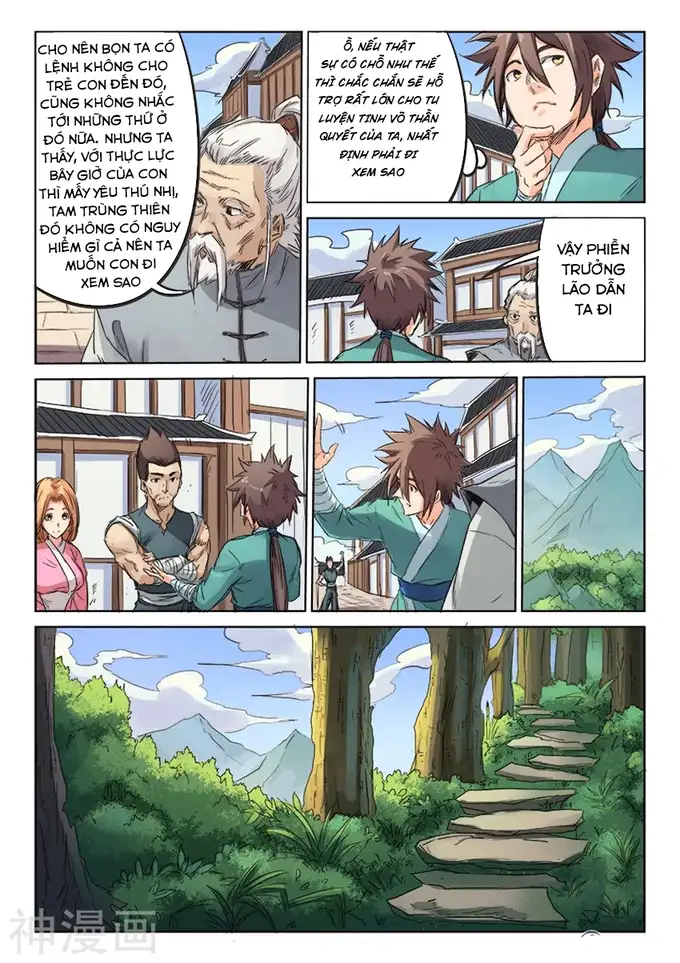 CHO NÊN BỌN TA CÓ
LỆNH KHÔNG CHO
TRẺ CON ĐẾN ĐÓ,
CŨNG KHÔNG NHẮC
TỚI NHỮNG THỨ Ở
ĐÓ NỮA. NHƯNG TA
THẤY, VỚI THỰC LỰC
BÂY GIỜ CỦA CON
THÌ MẤY YÊU THÚ NHỊ,
TAM TRÙNG THIÊN
ĐÓ KHÔNG CÓ NGUY
HIỂM GÌ CẢ NÊN TA
MUỐN CON ĐI
XEM SAO
Ồ, NẾU THẬT
SỰ CÓ CHỖ NHƯ THẾ
THÌ CHẮC CHẮN SẼ HỖ
TRỢ RẤT LỚN CHO TU
LUYỆN TINH VÕ THẦN
QUYẾT CỦA TA, NHẤT
ĐỊNH PHẢI ĐI
XEM SAO
VẬY PHIỀN
TRƯỞNG
LÃO DẪN
TA ĐI
神漫画